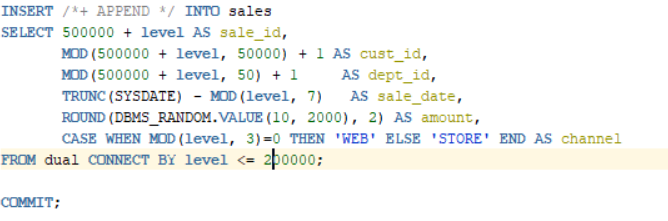 INSERT /*+ APPEND */ INTO sales
SELECT 500000 + level AS sale_id,
MOD(500000 + level, 50000) + 1 AS cust_id,
MOD(500000 + level, 50) + 1 AS dept_id,
TRUNC(SYSDATE) - MOD(level, 7) AS sale_date,
ROUND(DBMS_RANDOM.VALUE(10, 2000), 2) AS amount,
CASE WHEN MOD(level, 3)=0 THEN 'WEB' ELSE 'STORE' END AS channel
FROM dual CONNECT BY level <= 200000;
COMMIT;